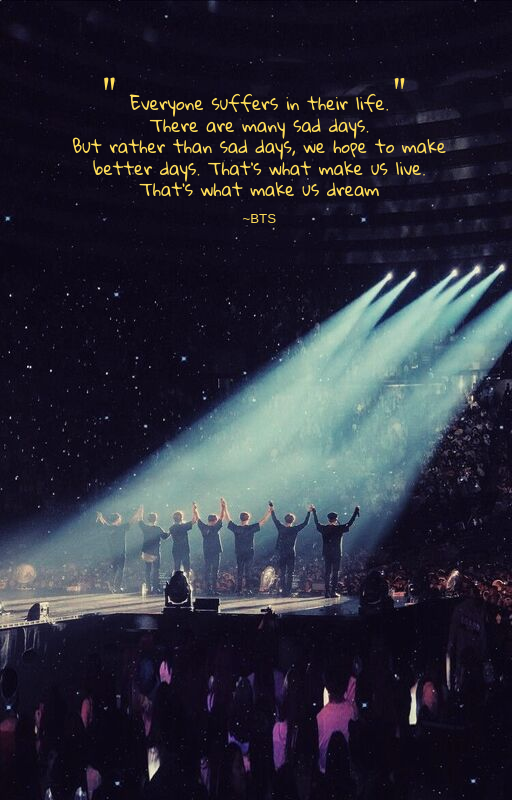 " "
Everyone suffers in their life.
There are many sad days.
But rather than sad days, we hope to make
better days. That's what make us live.
That's what make us dream
~BTS